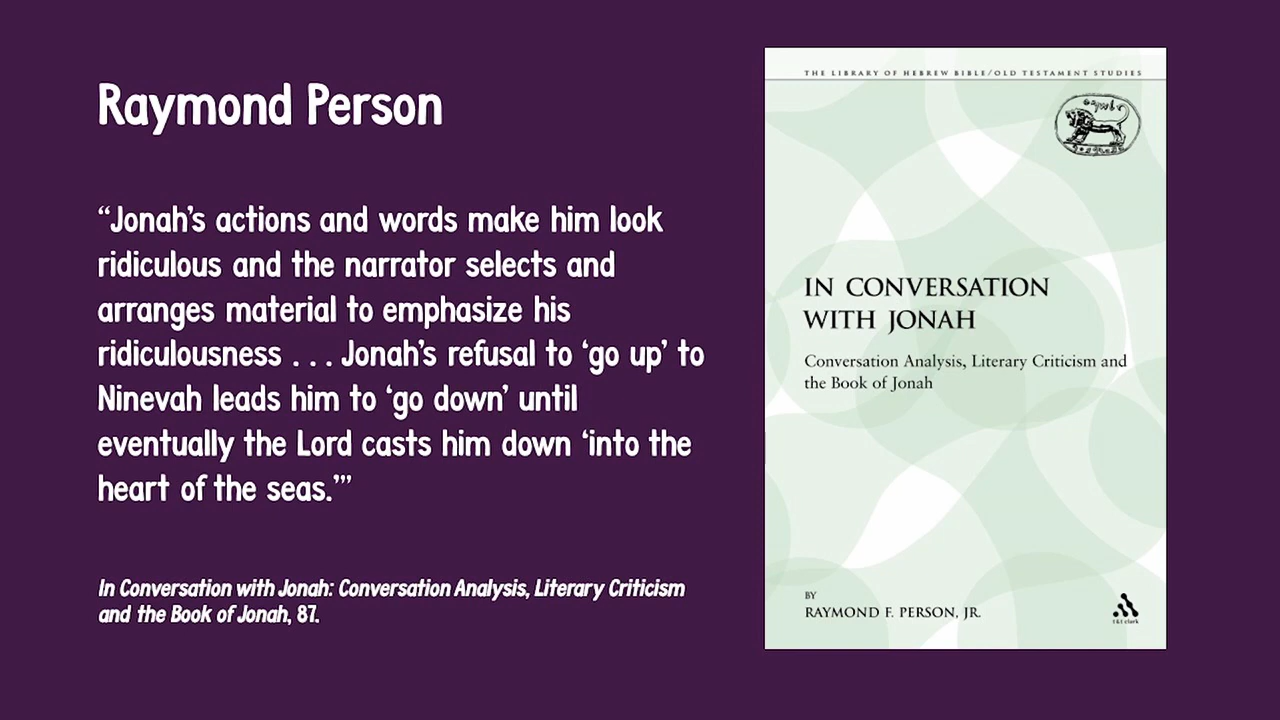 Raymond Person
“Jonah’s actions and words make him look
ridiculous and the narrator selects and
arranges material to emphasize his
ridiculousness . . . Jonah’s refusal to ‘go up’ to
Ninevah leads him to ‘go down’ until
eventually the Lord casts him down ‘into the
heart of the seas.’”
In Conversation with Jonah: Conversation Analysis, Literary Criticism
and the Book of Jonah, 87.
THE LIBRARY OF HEBREW BIBLE/OLD TESTAMENT STUDIES
IN CONVERSATION
WITH JONAH
Conversation Analysis, Literary Criticism and
the Book of Jonah
BY
RAYMOND F. PERSON, JR.
t&t clark